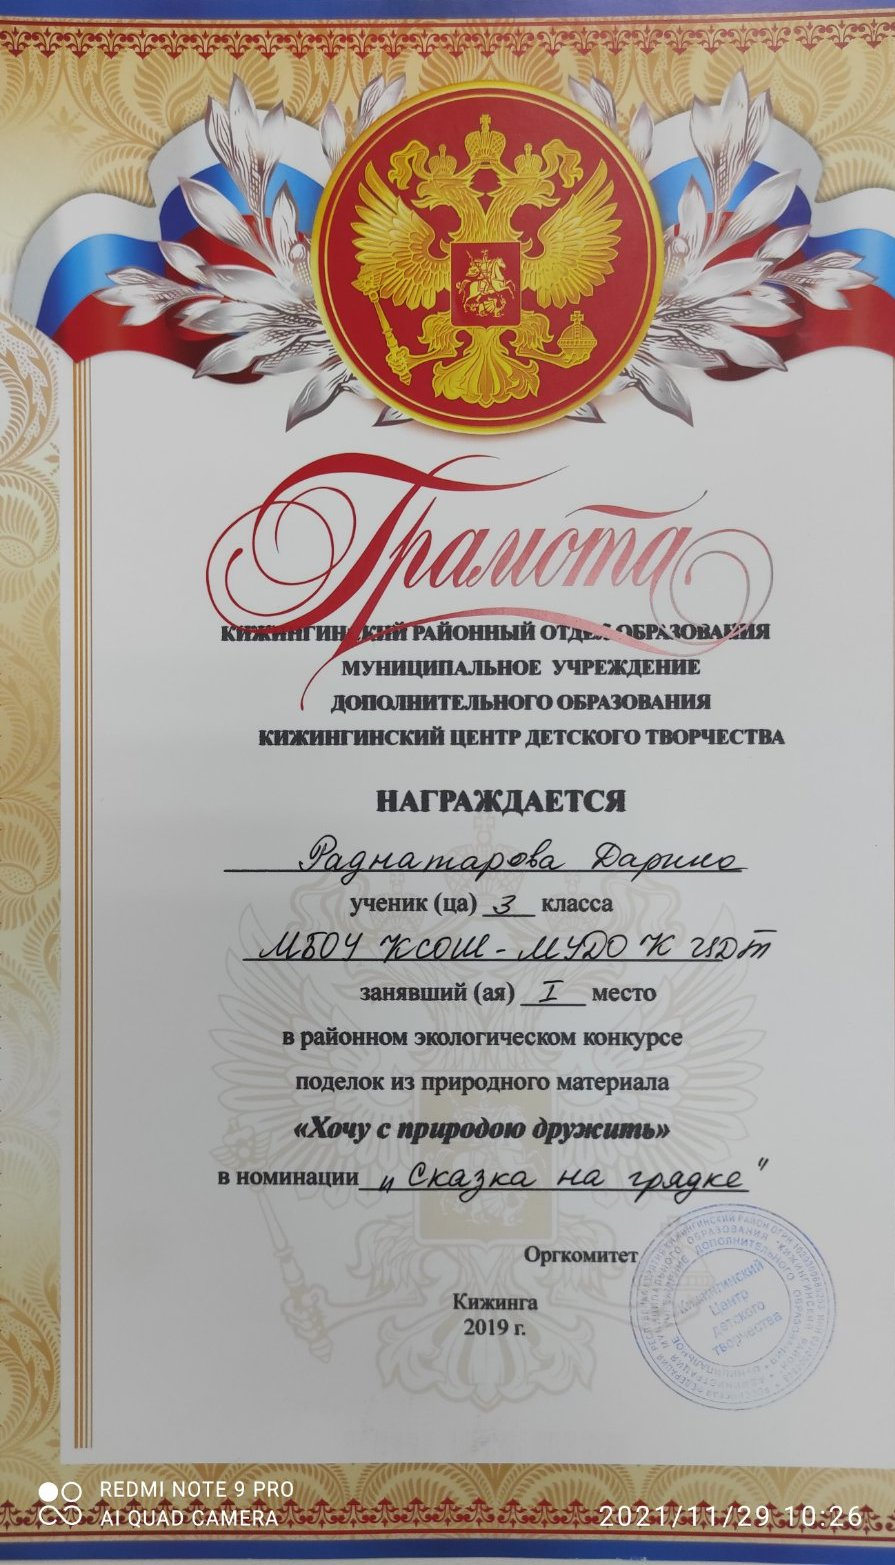 Грамота
КИЖИНГИНСКИЙ РАЙОННЫЙ ОТДЕЛ ОБРАЗОВАНИЯ
МУНИЦИПАЛЬНОЕ УЧРЕЖДЕНИЕ
ДОПОЛНИТЕЛЬНОГО ОБРАЗОВАНИЯ
КИЖИНГИНСКИЙ ЦЕНТР ДЕТСКОГО ТВОРЧЕСТВА
НАГРАЖДАЕТСЯ
Раднатарова
ученик (ца) 3 класса
МБОУ КСОШ - МУДО К ЦДТ
занявший (ая) I место
в районном экологическом конкурсе
поделок из природного материала
«Хочу с природою дружить»
в номинации „Сказка на грядке"
Оргкомитет
Кижингинский
Центр
детского
творчества
Кижинга
2019 г.
REDMI NOTE 9 PRO
AI QUAD CAMERA
2021/11/29 10:26